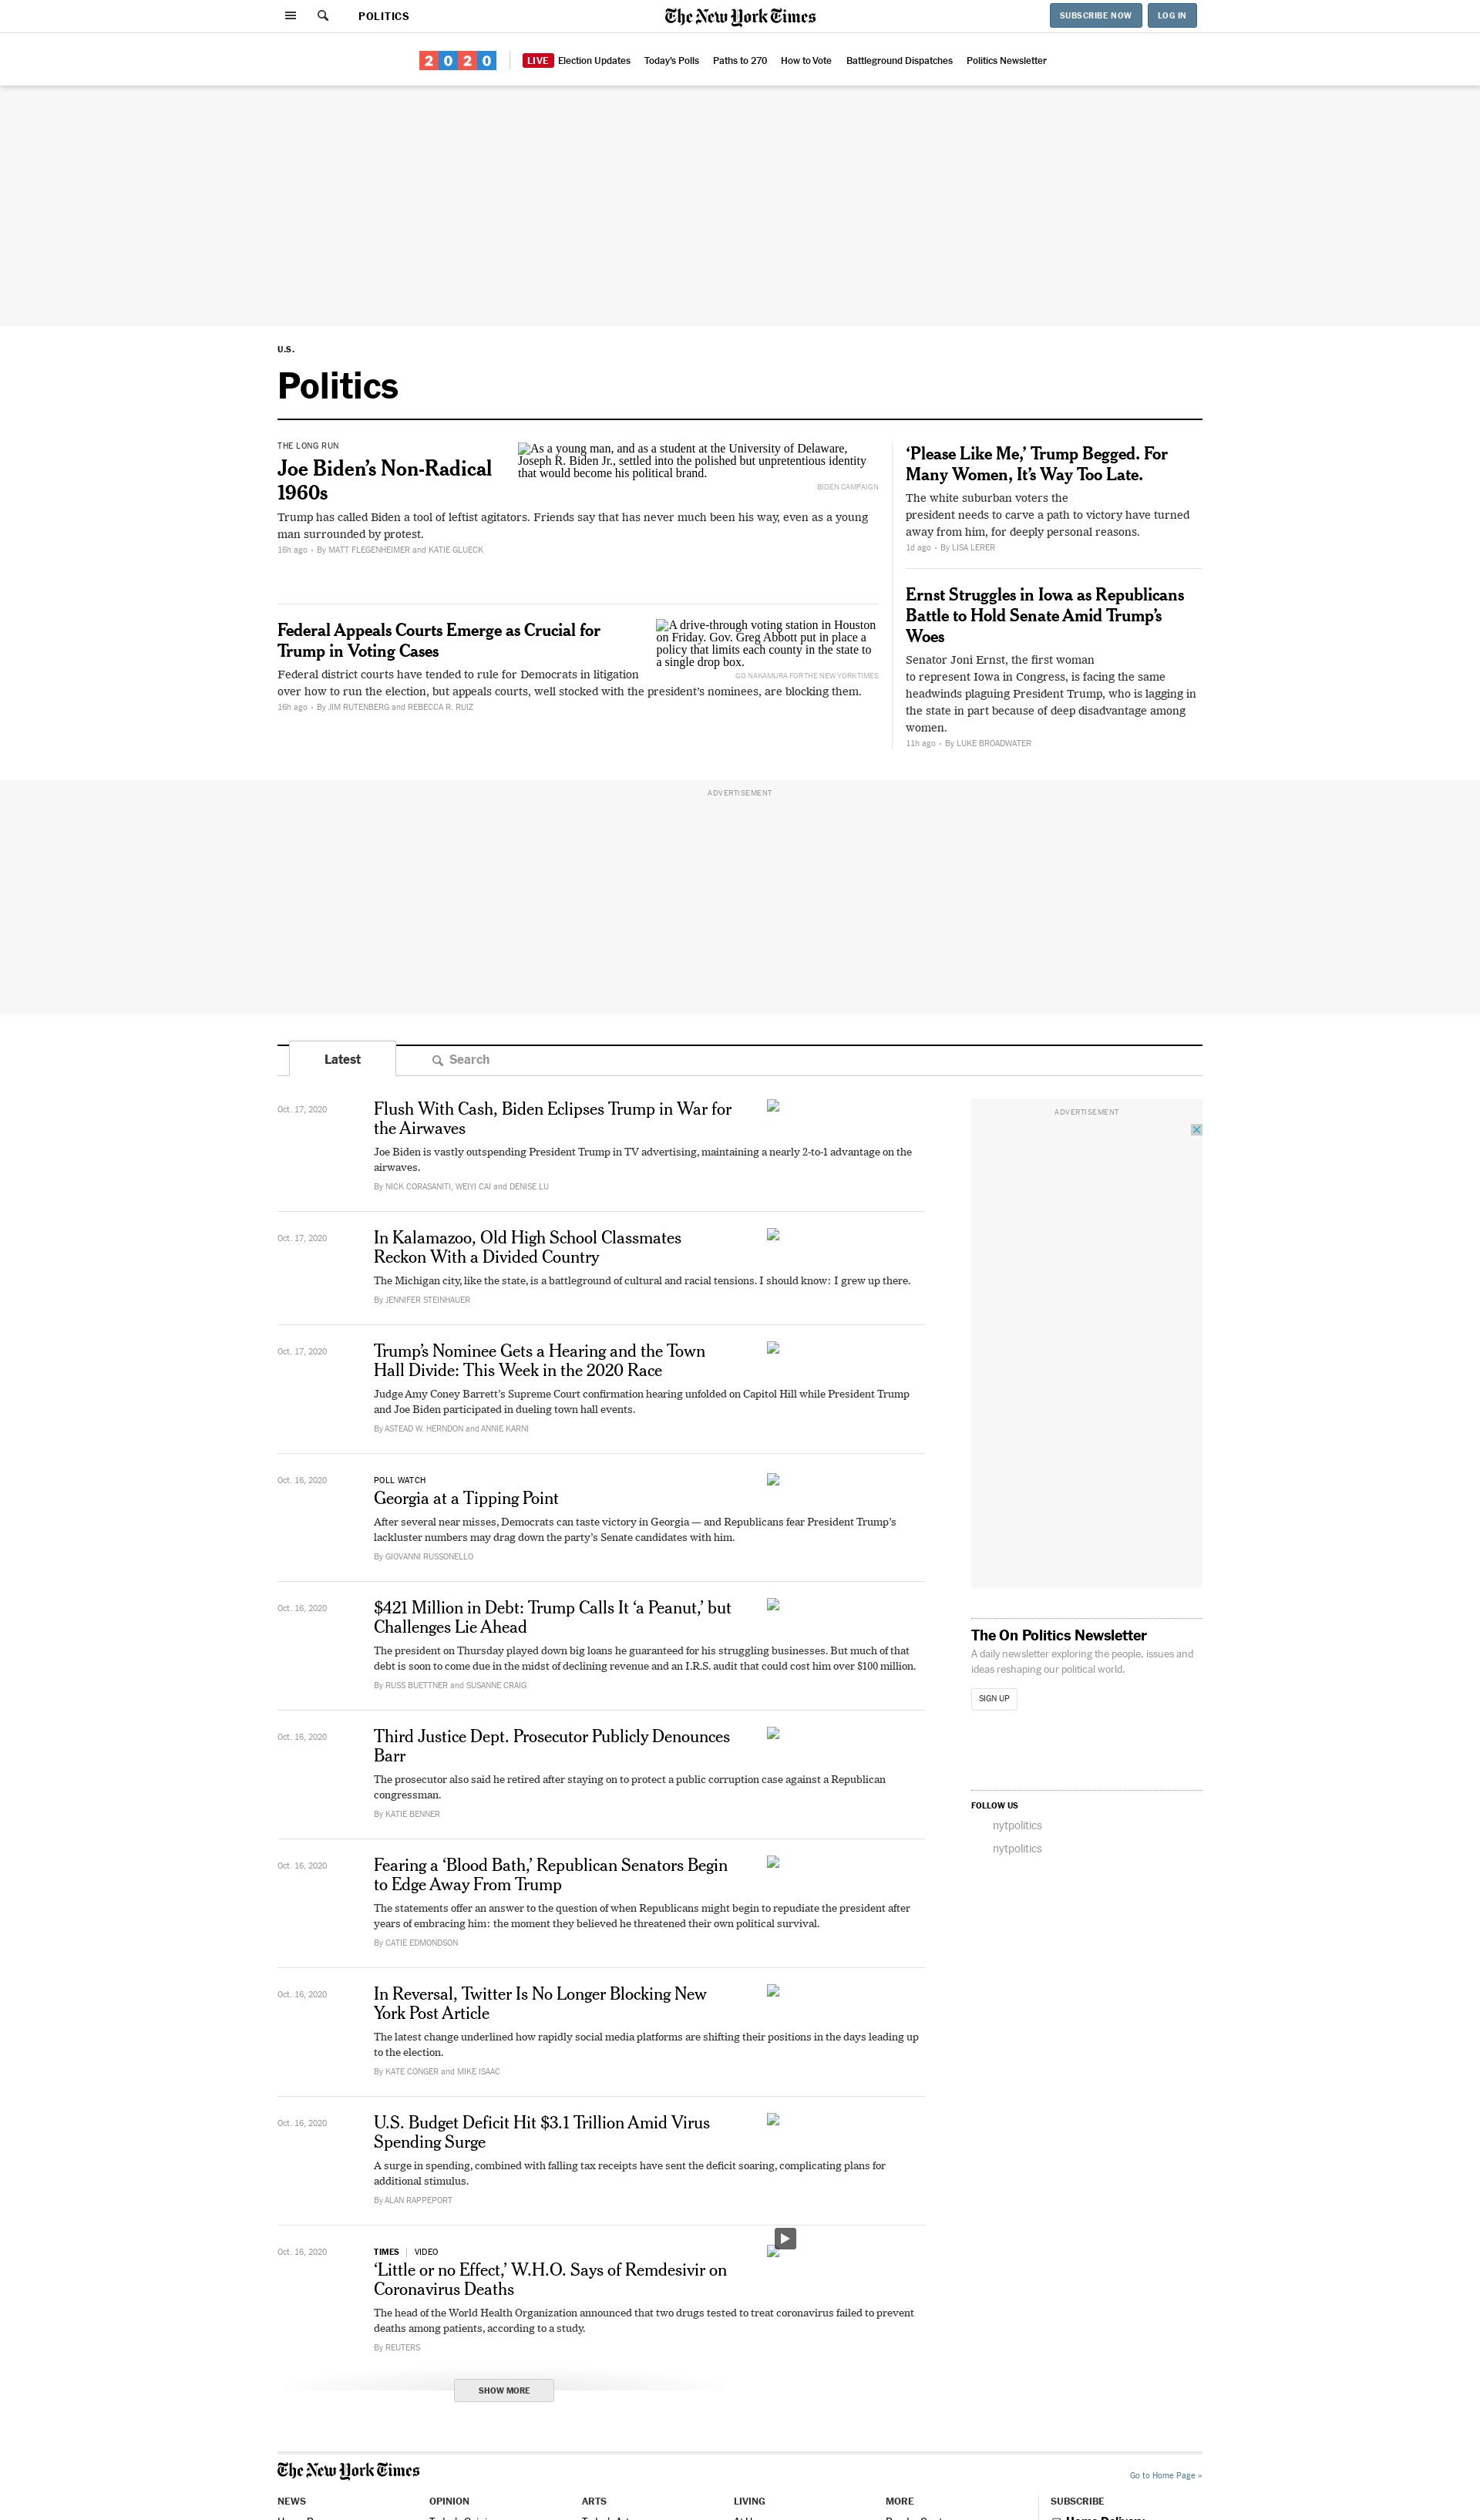 POLITICS
The New York Times
SUBSCRIBE NOW
LOG IN
2020
LIVE Election Updates
Today's Polls
Paths to 270
How to Vote
Battleground Dispatches
Politics Newsletter
U.S.
Politics
THE LONG RUN
Joe Biden’s Non-Radical
1960s
As a young man, and as a student at the University of Delaware,
Joseph R. Biden Jr., settled into the polished but unpretentious identity
that would become his political brand.
BIDEN CAMPAIGN
Trump has called Biden a tool of leftist agitators. Friends say that has never much been his way, even as a young
man surrounded by protest.
16h ago • By MATT FLEGENHEIMER and KATIE GLUECK
Federal Appeals Courts Emerge as Crucial for
Trump in Voting Cases
A drive-through voting station in Houston
on Friday. Gov. Greg Abbott put in place a
policy that limits each county in the state to
a single drop box.
GO NAKAMURA FOR THE NEW YORK TIMES
Federal district courts have tended to rule for Democrats in litigation
over how to run the election, but appeals courts, well stocked with the president’s nominees, are blocking them.
16h ago • By JIM RUTENBERG and REBECCA R. RUIZ
‘Please Like Me,’ Trump Begged. For
Many Women, It’s Way Too Late.
The white suburban voters the
president needs to carve a path to victory have turned
away from him, for deeply personal reasons.
1d ago • By LISA LERER
Ernst Struggles in Iowa as Republicans
Battle to Hold Senate Amid Trump’s
Woes
Senator Joni Ernst, the first woman
to represent Iowa in Congress, is facing the same
headwinds plaguing President Trump, who is lagging in
the state in part because of deep disadvantage among
women.
11h ago • By LUKE BROADWATER
ADVERTISEMENT
Latest
Search
Oct. 17, 2020
Flush With Cash, Biden Eclipses Trump in War for
the Airwaves
Joe Biden is vastly outspending President Trump in TV advertising, maintaining a nearly 2-to-1 advantage on the
airwaves.
By NICK CORASANITI, WEIYI CAI and DENISE LU
Oct. 17, 2020
In Kalamazoo, Old High School Classmates
Reckon With a Divided Country
The Michigan city, like the state, is a battleground of cultural and racial tensions. I should know: I grew up there.
By JENNIFER STEINHAUER
Oct. 17, 2020
Trump’s Nominee Gets a Hearing and the Town
Hall Divide: This Week in the 2020 Race
Judge Amy Coney Barrett’s Supreme Court confirmation hearing unfolded on Capitol Hill while President Trump
and Joe Biden participated in dueling town hall events.
By ASTEAD W. HERNDON and ANNIE KARNI
Oct. 16, 2020
POLL WATCH
Georgia at a Tipping Point
After several near misses, Democrats can taste victory in Georgia — and Republicans fear President Trump’s
lackluster numbers may drag down the party’s Senate candidates with him.
By GIOVANNI RUSSONELLO
Oct. 16, 2020
$421 Million in Debt: Trump Calls It ‘a Peanut,’ but
Challenges Lie Ahead
The president on Thursday played down big loans he guaranteed for his struggling businesses. But much of that
debt is soon to come due in the midst of declining revenue and an I.R.S. audit that could cost him over $100 million.
By RUSS BUETTNER and SUSANNE CRAIG
Oct. 16, 2020
Third Justice Dept. Prosecutor Publicly Denounces
Barr
The prosecutor also said he retired after staying on to protect a public corruption case against a Republican
congressman.
By KATIE BENNER
Oct. 16, 2020
Fearing a ‘Blood Bath,’ Republican Senators Begin
to Edge Away From Trump
The statements offer an answer to the question of when Republicans might begin to repudiate the president after
years of embracing him: the moment they believed he threatened their own political survival.
By CATIE EDMONDSON
Oct. 16, 2020
In Reversal, Twitter Is No Longer Blocking New
York Post Article
The latest change underlined how rapidly social media platforms are shifting their positions in the days leading up
to the election.
By KATE CONGER and MIKE ISAAC
Oct. 16, 2020
U.S. Budget Deficit Hit $3.1 Trillion Amid Virus
Spending Surge
A surge in spending, combined with falling tax receipts have sent the deficit soaring, complicating plans for
additional stimulus.
By ALAN RAPPEPORT
Oct. 16, 2020
TIMES | VIDEO
‘Little or no Effect,’ W.H.O. Says of Remdesivir on
Coronavirus Deaths
The head of the World Health Organization announced that two drugs tested to treat coronavirus failed to prevent
deaths among patients, according to a study.
By REUTERS
SHOW MORE
ADVERTISEMENT
The On Politics Newsletter
A daily newsletter exploring the people, issues and
ideas reshaping our political world.
SIGN UP
FOLLOW US
nytpolitics
nytpolitics
The New York Times
Go to Home Page »
NEWS
OPINION
ARTS
LIVING
MORE
SUBSCRIBE